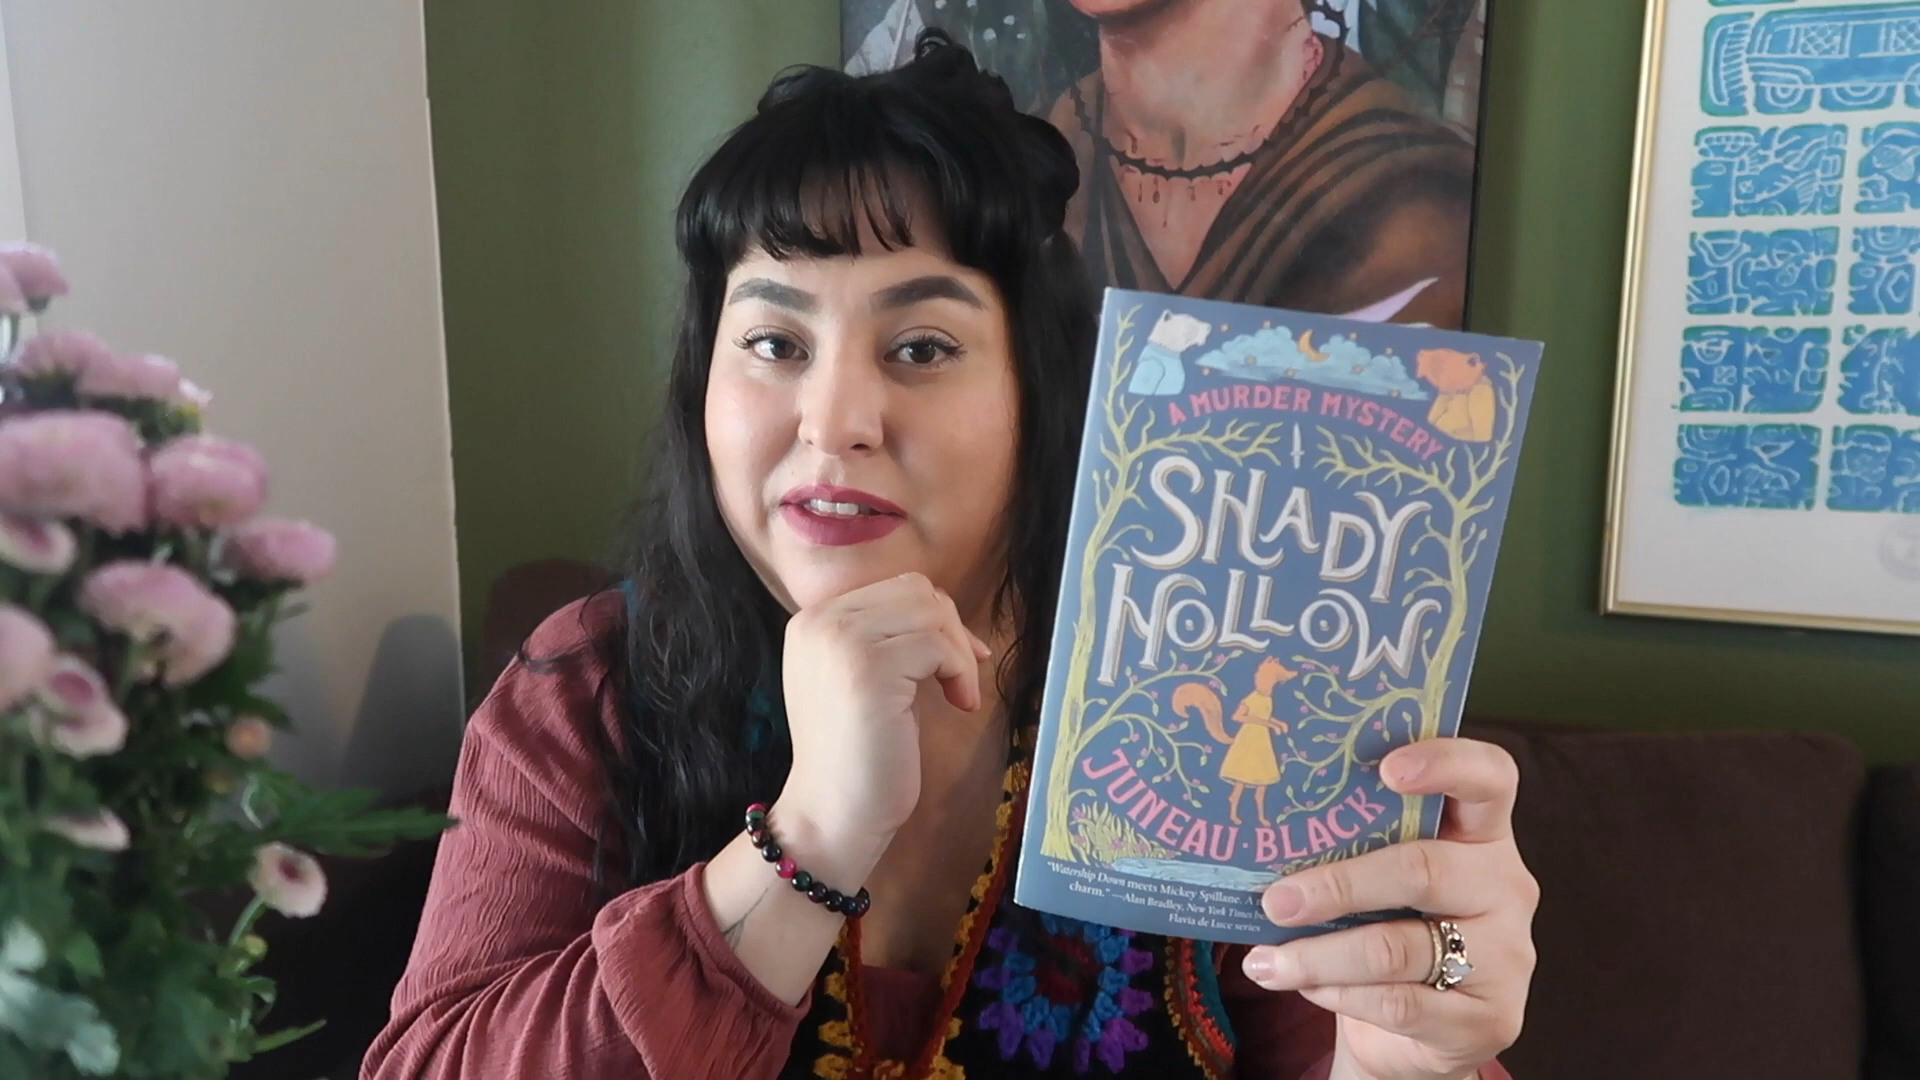 A MURDER MYSTERY
SHADY
HOLLOW
JUNEAU · BLACK
"Watership Down meets Mickey Spillane. A
charm." —Alan Bradley, New York Times
Flavia de Luce series